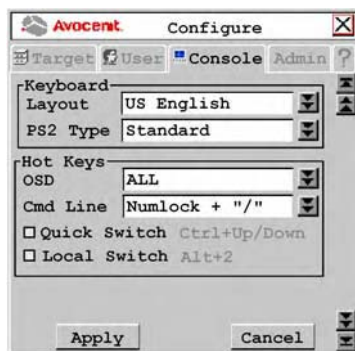 Avocent. Configure X
Target User Console Admin ?
Keyboard
Layout US English
PS2 Type Standard
Hot Keys
OSD ALL
Cmd Line Numlock + "/"
Quick Switch Ctrl+Up/Down
Local Switch Alt+2
Apply Cancel